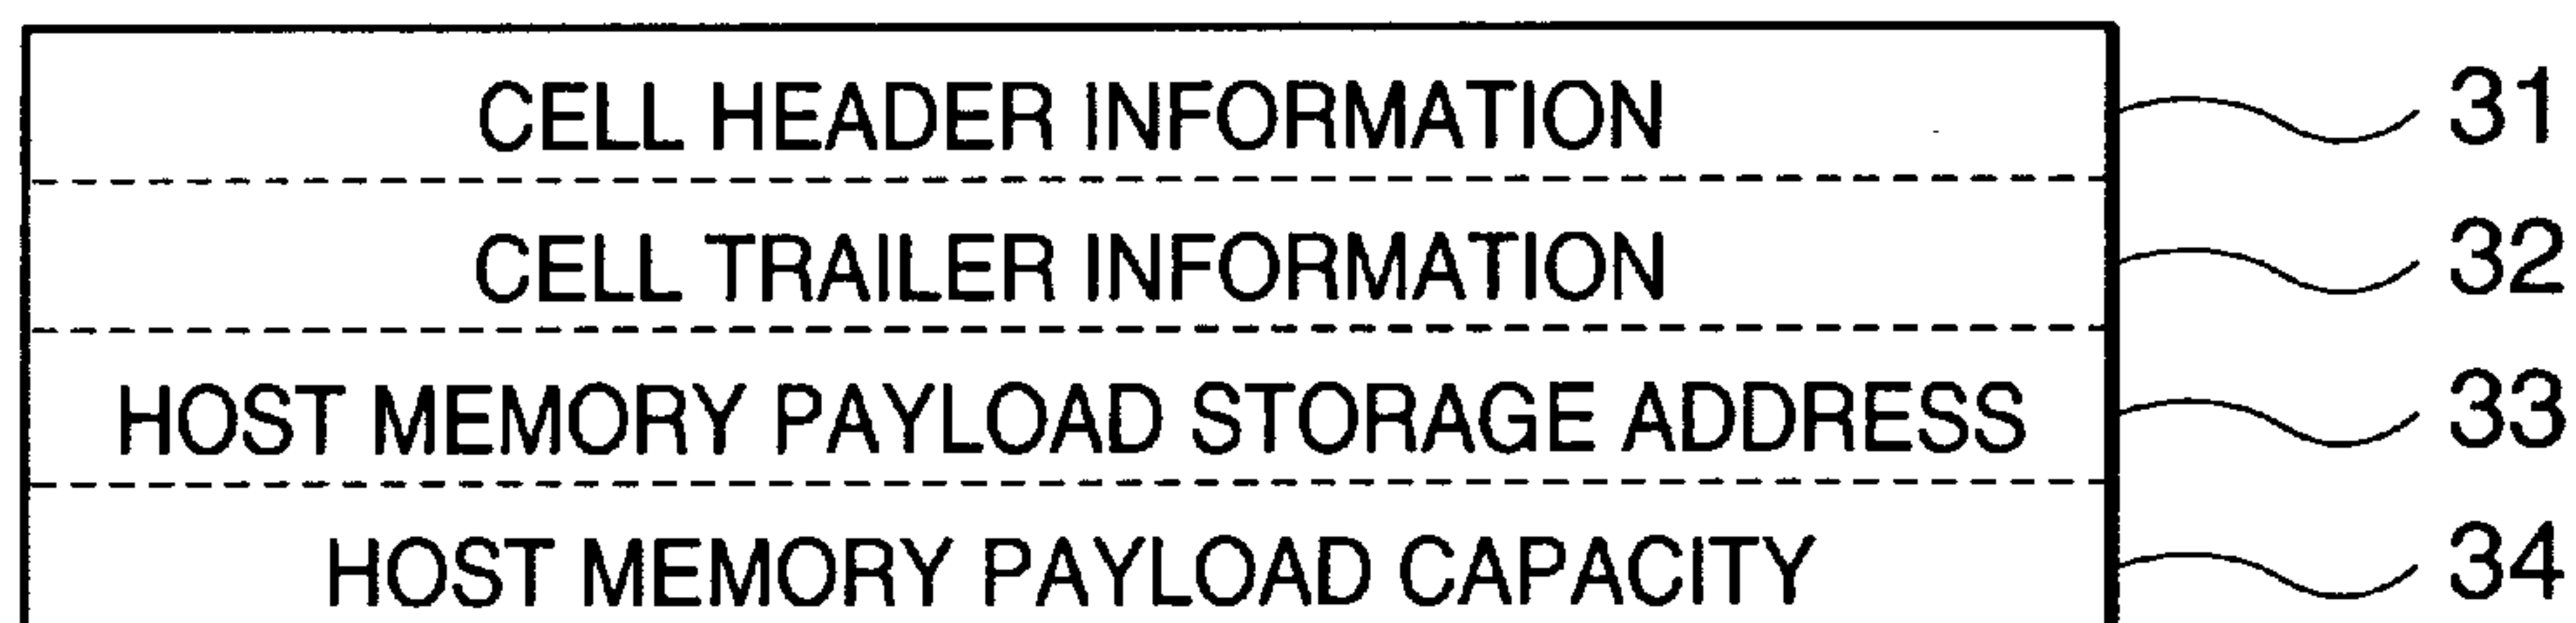 CELL HEADER INFORMATION 31
CELL TRAILER INFORMATION 32
HOST MEMORY PAYLOAD STORAGE ADDRESS 33
HOST MEMORY PAYLOAD CAPACITY 34